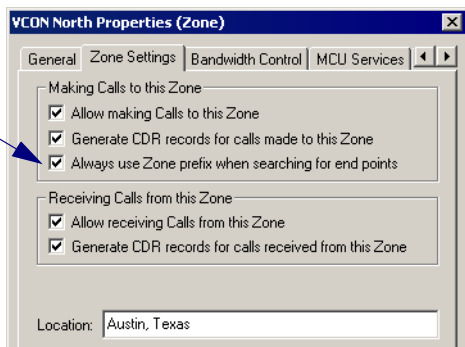 VCON North Properties (Zone)
General Zone Settings Bandwidth Control MCU Services
Making Calls to this Zone
Allow making Calls to this Zone
Generate CDR records for calls made to this Zone
Always use Zone prefix when searching for end points
Receiving Calls from this Zone
Allow receiving Calls from this Zone
Generate CDR records for calls received from this Zone
Location: Austin, Texas